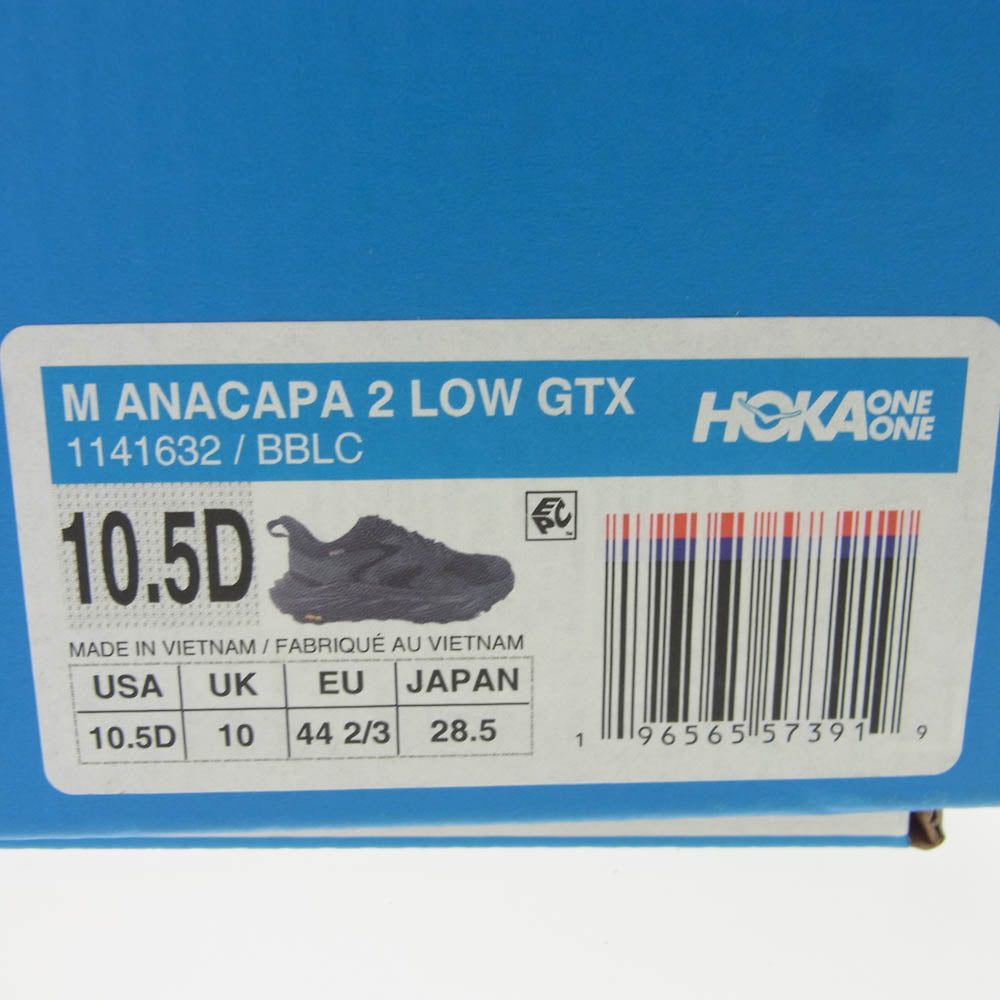 M ANACAPA 2 LOW GTX
1141632 / BBLC
HOKA ONE ONE
10.5D
EPC
MADE IN VIETNAM / FABRIQUÉ AU VIETNAM
USA UK EU JAPAN
10.5D 10 44 2/3 28.5
1 96565 57391 9